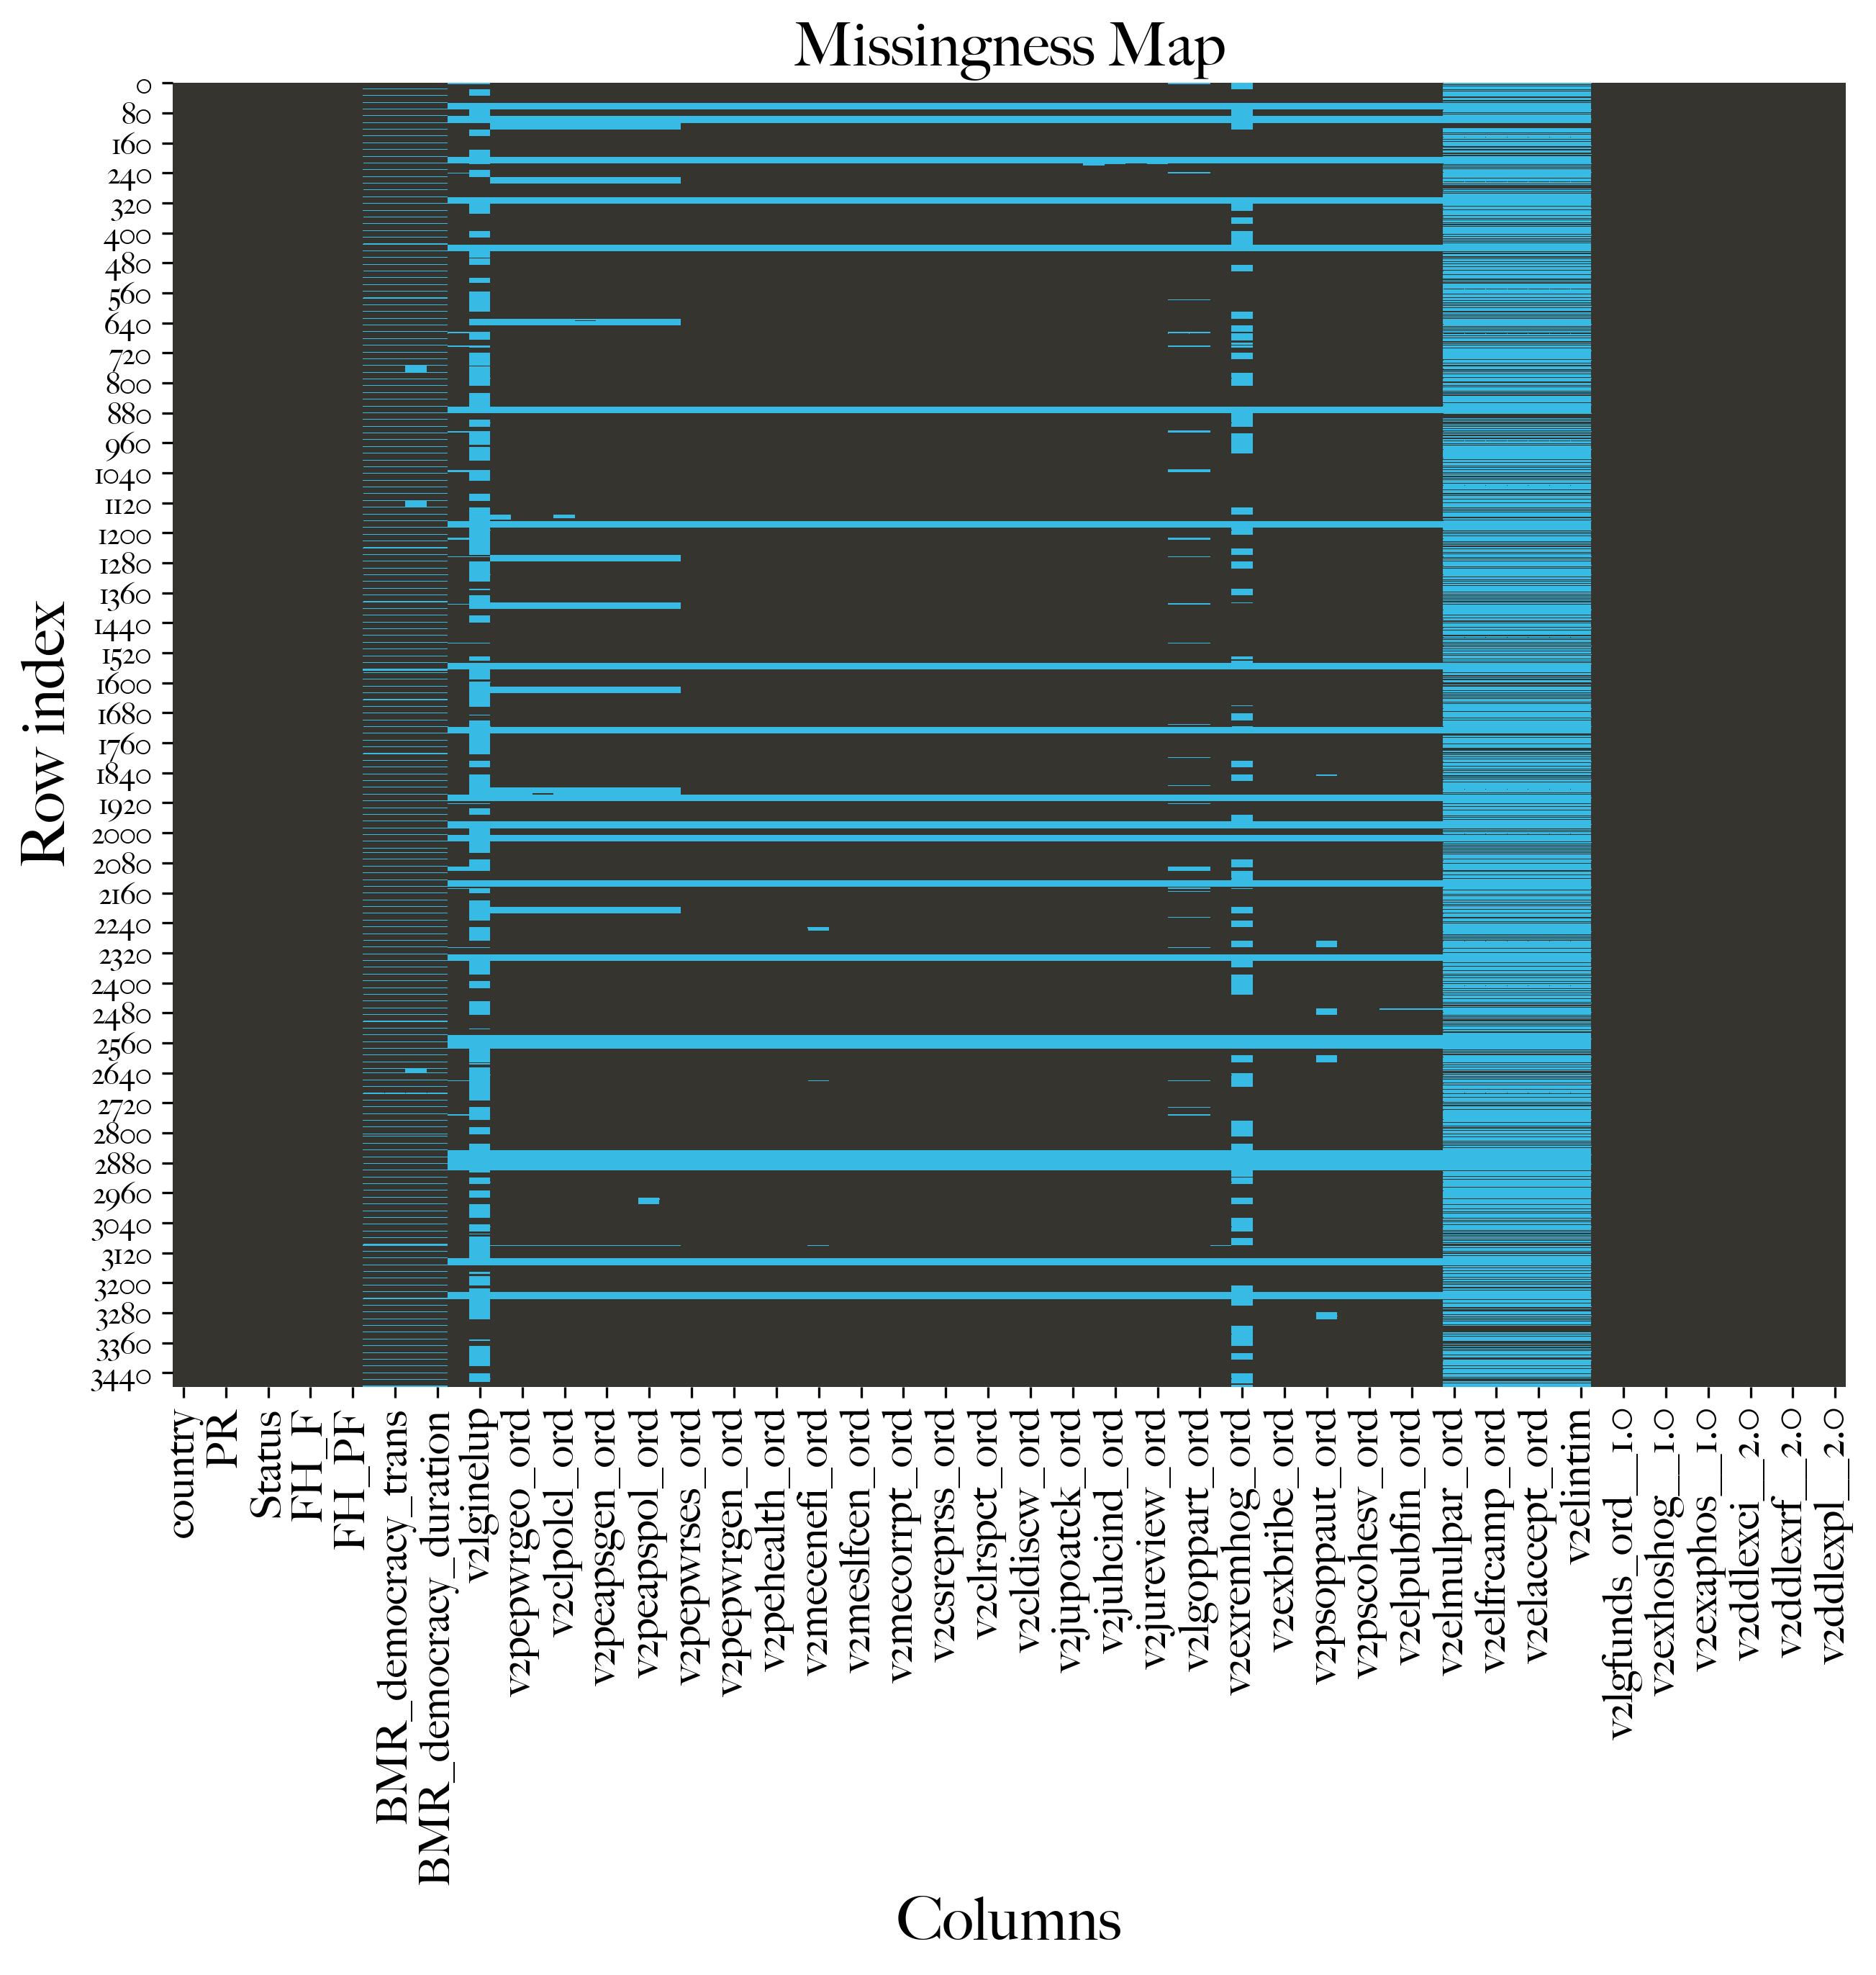 Missingness Map
0
80
160
240
320
400
480
560
640
720
800
880
960
1040
1120
1200
1280
1360
1440
1520
1600
1680
1760
1840
1920
2000
2080
2160
2240
2320
2400
2480
2560
2640
2720
2800
2880
2960
3040
3120
3200
3280
3360
3440
Row index
country
PR
Status
FH_F
FH_PF
BMR_democracy_trans
BMR_democracy_duration
v2lginelup
v2pepwrgeo_ord
v2clpolcl_ord
v2peapsgen_ord
v2peapspol_ord
v2pepwrses_ord
v2pepwrgen_ord
v2pehealth_ord
v2mecenefi_ord
v2meslfcen_ord
v2mecorrpt_ord
v2csreprss_ord
v2clrspct_ord
v2cldiscw_ord
v2jupoatck_ord
v2juhcind_ord
v2jureview_ord
v2lgoppart_ord
v2exremhog_ord
v2exbribe_ord
v2psoppaut_ord
v2pscohesv_ord
v2elpubfin_ord
v2elmulpar_ord
v2elfrcamp_ord
v2elaccept_ord
v2elintim
v2lgfunds_ord__1.0
v2exhoshog__1.0
v2exaphos__1.0
v2ddlexci__2.0
v2ddlexrf__2.0
v2ddlexpl__2.0
Columns